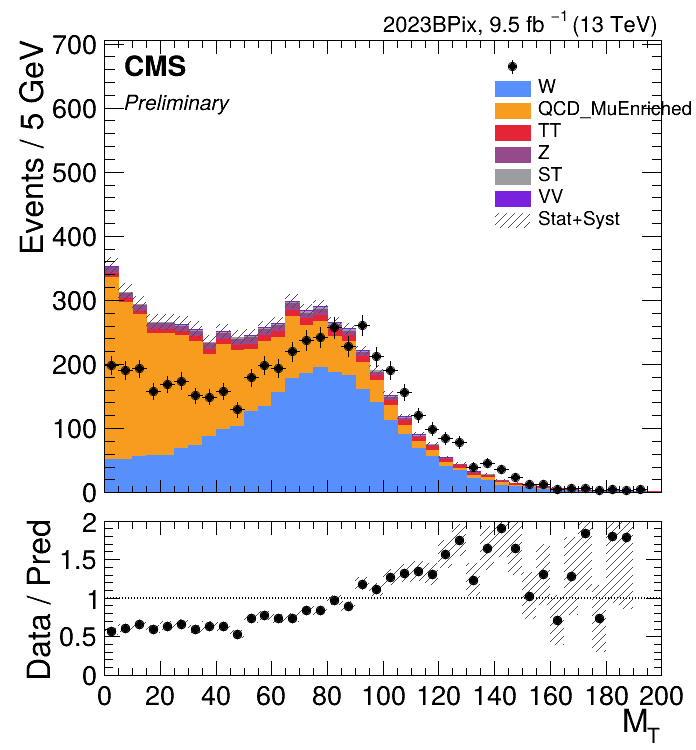 2023BPix, 9.5 fb⁻¹ (13 TeV)
CMS
Preliminary
W
QCD_MuEnriched
TT
Z
ST
VV
Stat+Syst
Events / 5 GeV
700
600
500
400
300
200
100
0
Data / Pred
2
1.5
1
0.5
0
0 20 40 60 80 100 120 140 160 180 200
M_T